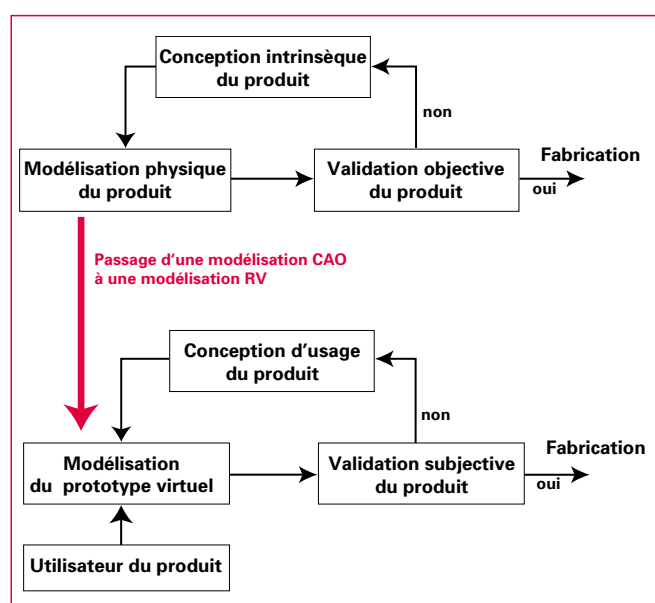 Conception intrinsèque
du produit
non
Modélisation physique
du produit
Validation objective
du produit
Fabrication
oui
Passage d'une modélisation CAO
à une modélisation RV
Conception d'usage
du produit
non
Modélisation
du prototype virtuel
Validation subjective
du produit
Fabrication
oui
Utilisateur du produit